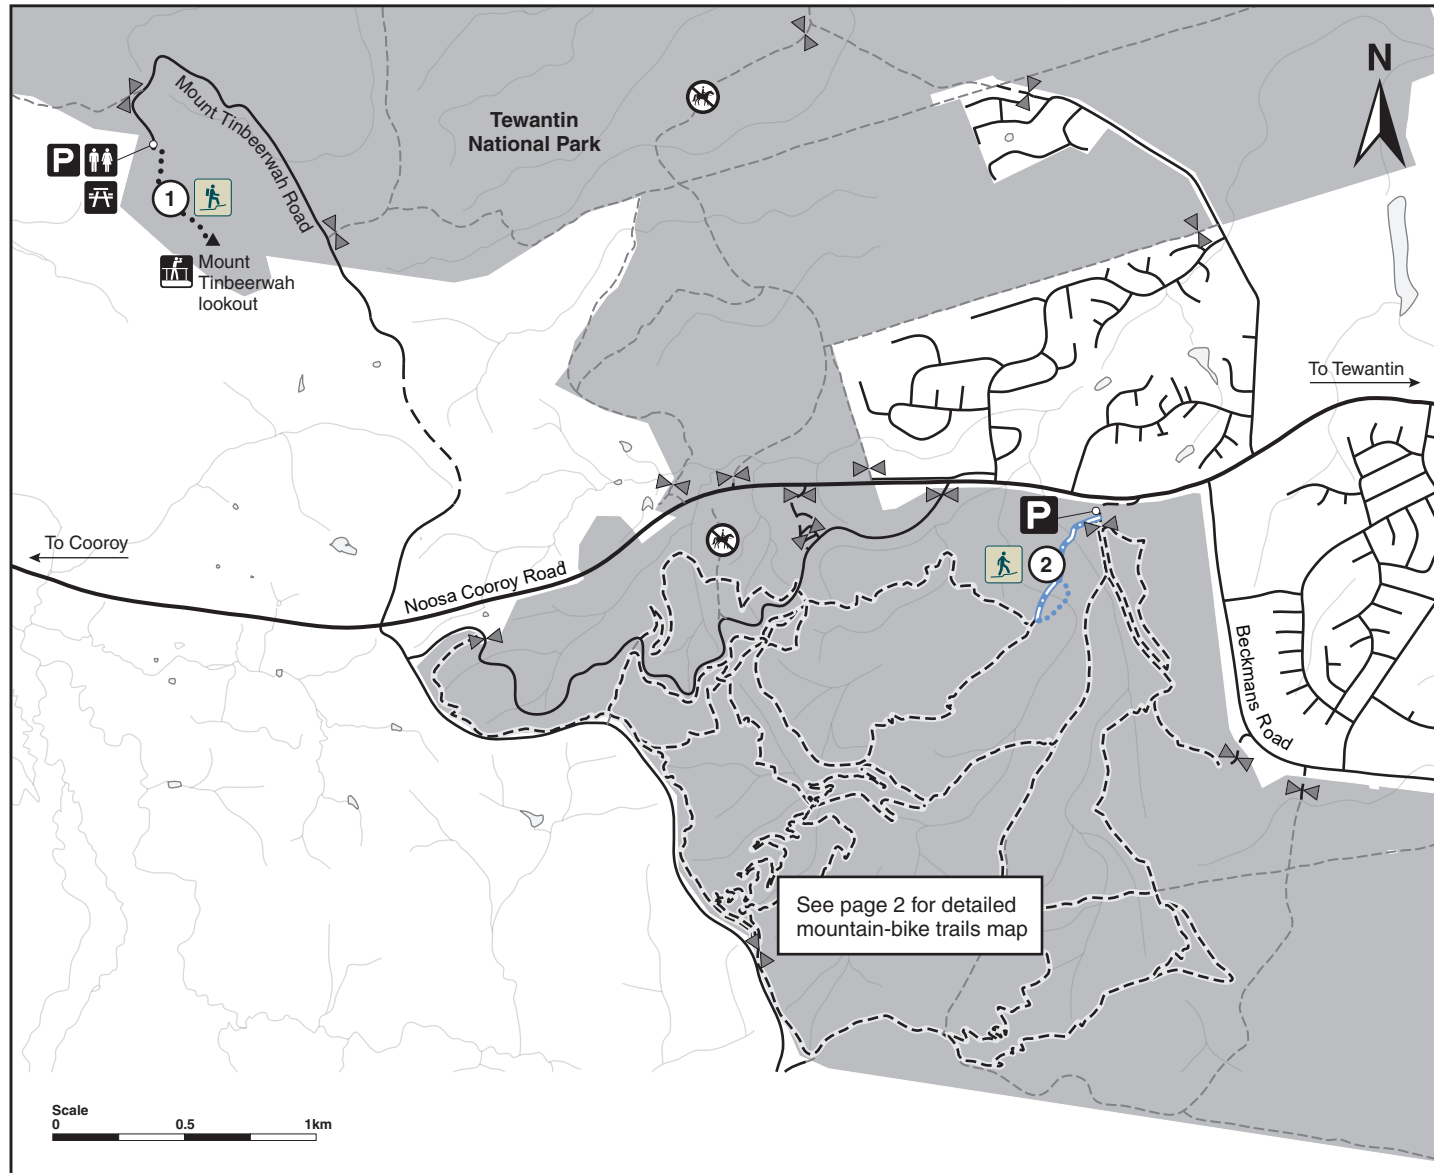 N
Mount Tinbeerwah Road
Tewantin
National Park
P
1
Mount
Tinbeerwah
lookout
To Tewantin
P
To Cooroy
2
Noosa Cooroy Road
Beckmans Road
See page 2 for detailed
mountain-bike trails map
Scale
0 0.5 1km